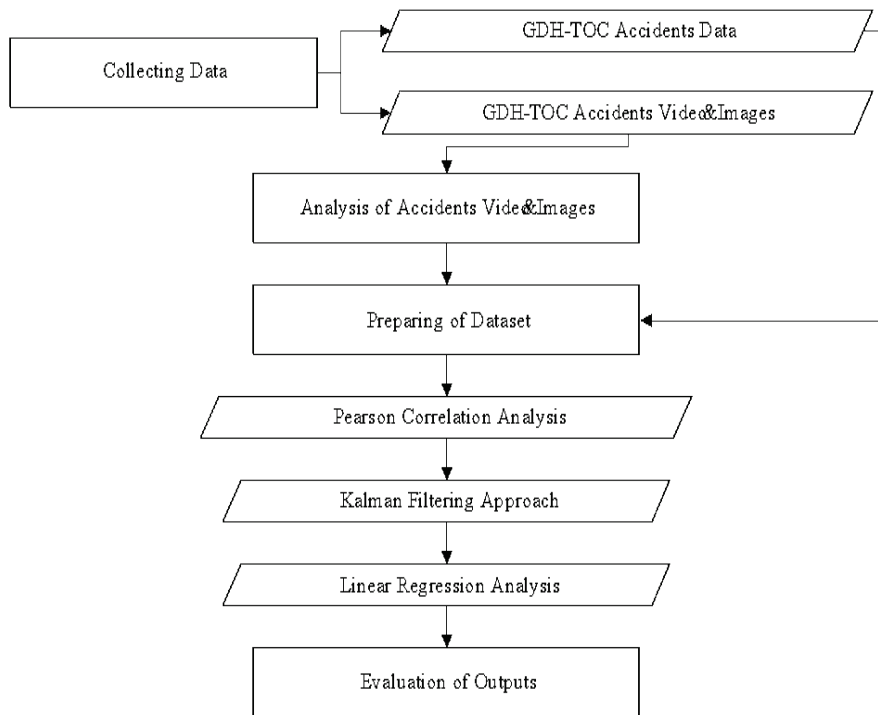 GDH-TOC Accidents Data
Collecting Data
GDH-TOC Accidents Video&Images
Analysis of Accidents Video&Images
Preparing of Dataset
Pearson Correlation Analysis
Kalman Filtering Approach
Linear Regression Analysis
Evaluation of Outputs